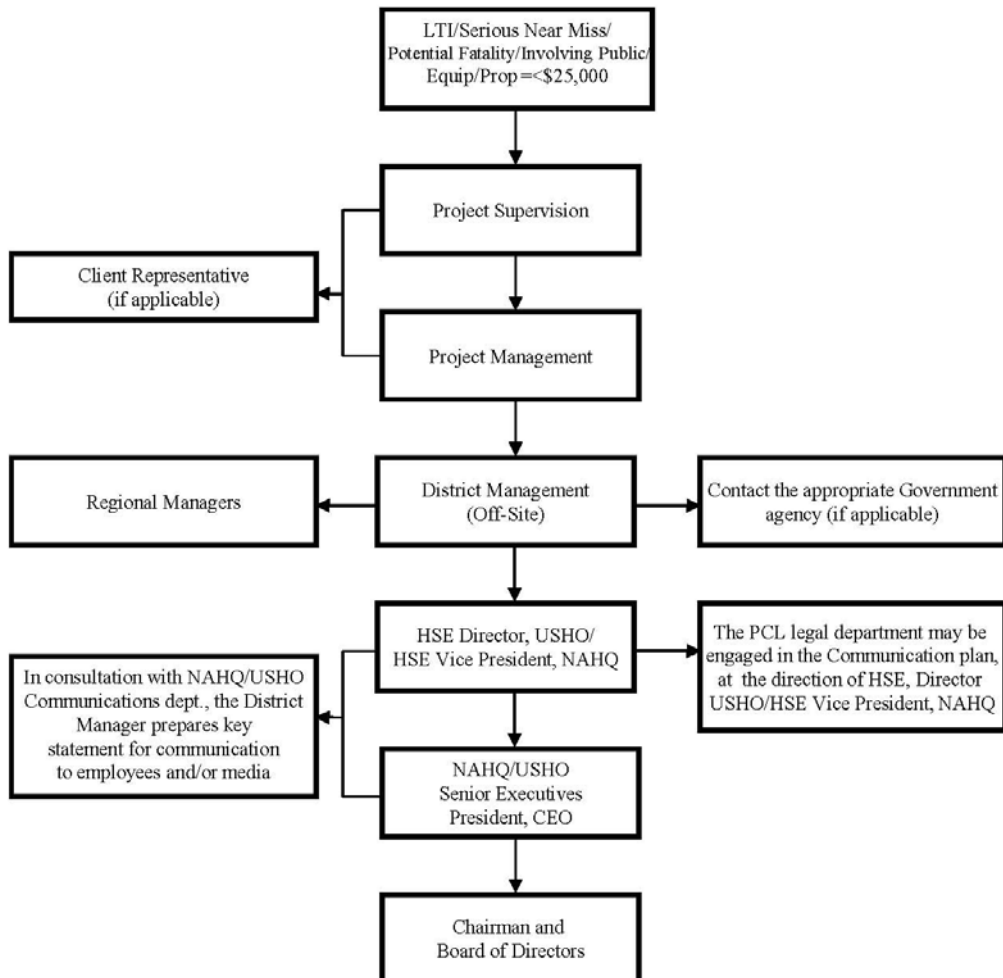 LTI/Serious Near Miss/
Potential Fatality/Involving Public/
Equip/Prop =<$25,000
Project Supervision
Client Representative
(if applicable)
Project Management
Regional Managers
District Management
(Off-Site)
Contact the appropriate Government
agency (if applicable)
HSE Director, USHO/
HSE Vice President, NAHQ
The PCL legal department may be
engaged in the Communication plan,
at the direction of HSE, Director
USHO/HSE Vice President, NAHQ
In consultation with NAHQ/USHO
Communications dept., the District
Manager prepares key
statement for communication
to employees and/or media
NAHQ/USHO
Senior Executives
President, CEO
Chairman and
Board of Directors